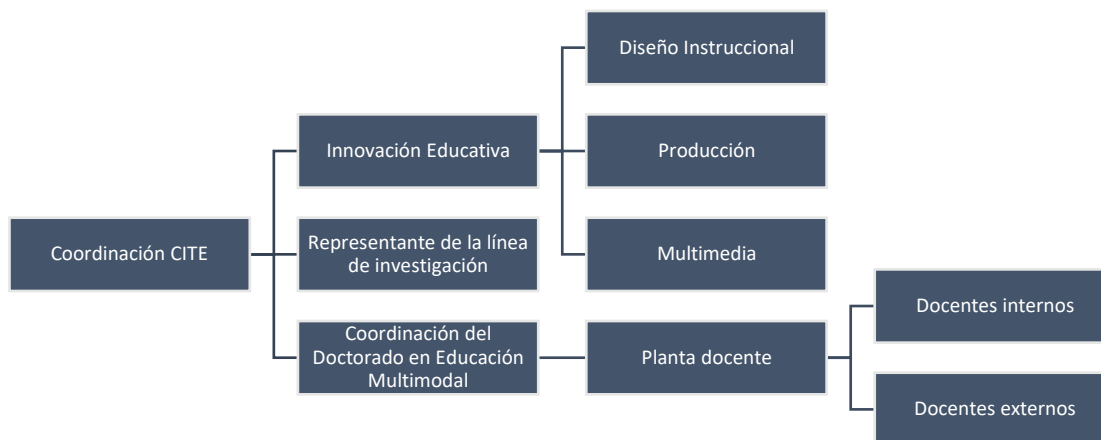 Diseño Instruccional
Innovación Educativa
Producción
Coordinación CITE
Representante de la línea
de investigación
Multimedia
Docentes internos
Coordinación del
Doctorado en Educación
Multimodal
Planta docente
Docentes externos